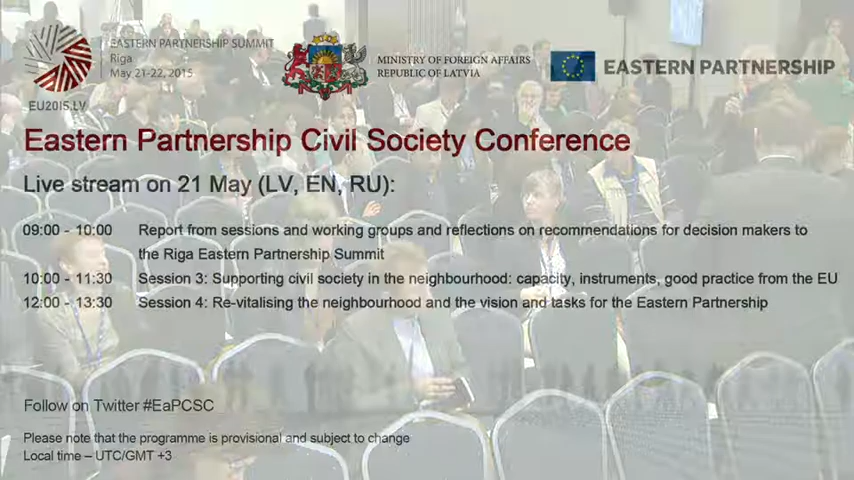 EASTERN PARTNERSHIP SUMMIT
Riga
May 21-22, 2015
EU2015.LV
MINISTRY OF FOREIGN AFFAIRS
REPUBLIC OF LATVIA
EASTERN PARTNERSHIP
Eastern Partnership Civil Society Conference
Live stream on 21 May (LV, EN, RU):
09:00 - 10:00 Report from sessions and working groups and reflections on recommendations for decision makers to
the Riga Eastern Partnership Summit
10:00 - 11:30 Session 3: Supporting civil society in the neighbourhood: capacity, instruments, good practice from the EU
12:00 - 13:30 Session 4: Re-vitalising the neighbourhood and the vision and tasks for the Eastern Partnership
Follow on Twitter #EaPCSC
Please note that the programme is provisional and subject to change
Local time – UTC/GMT +3